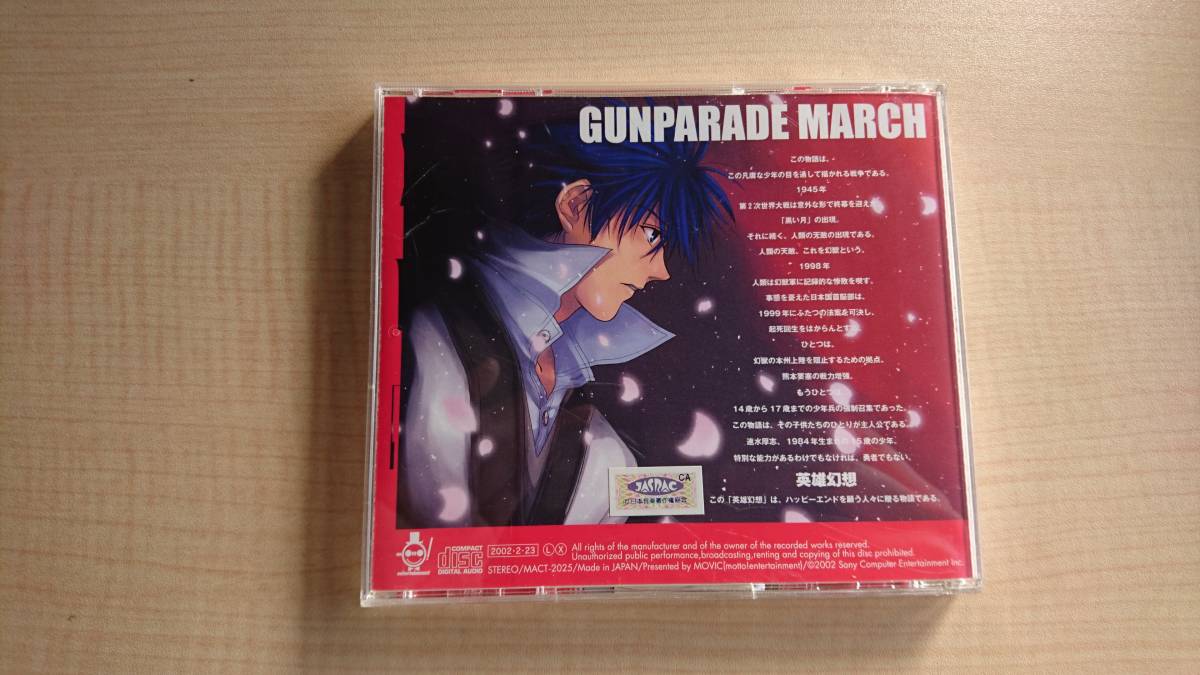 GUNPARADE MARCH
この物語は、
この凡庸な少年の目を通して描かれる戦争である。
1945年
第2次世界大戦は意外な形で終幕を迎えた
「黒い月」の出現。
それに続く、人類の天敵の出現である。
人類の天敵、これを幻獣という。
1998年
人類は幻獣軍に記録的な惨敗を喫す。
事態を憂えた日本国首脳部は、
1999年にふたつの法案を可決し、
起死回生をはからんとす。
ひとつは、
幻獣の本州上陸を阻止するための拠点、
熊本要塞の戦力増強。
もうひとつは
14歳から17歳までの少年兵の強制召集であった。
この物語は、その子供たちのひとりが主人公である。
速水厚志、1984年生まれの15歳の少年。
特別な能力があるわけでもなければ、勇者でもない。
英雄幻想
この「英雄幻想」は、ハッピーエンドを願う人々に贈る物語である。
CA
JASRAC
entertainment
COMPACT
disc
DIGITAL AUDIO
2002・2・23
L X
All rights of the manufacturer and of the owner of the recorded works reserved.
Unauthorized public performance,broadcasting,renting and copying of this disc prohibited.
STEREO/MACT-2025/Made in JAPAN/Presented by MOVIC(motto!entertainment)/©2002 Sony Computer Entertainment Inc.